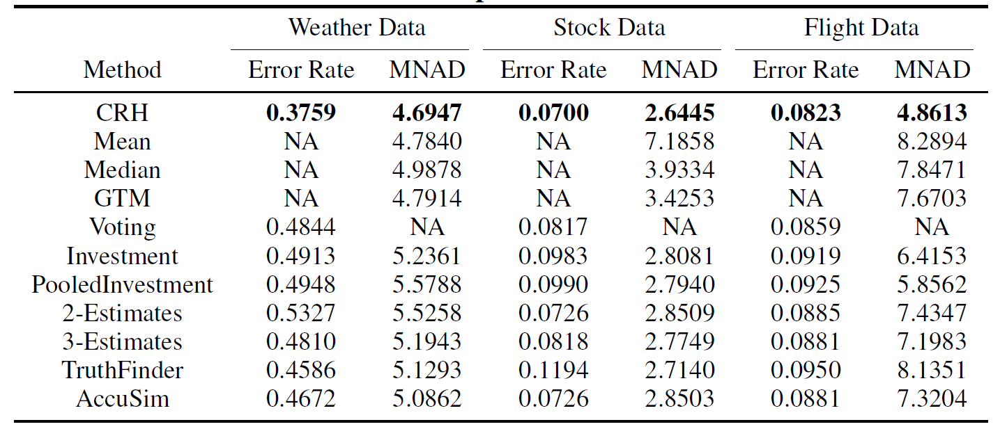 Weather Data Stock Data Flight Data
Method Error Rate MNAD Error Rate MNAD Error Rate MNAD
CRH 0.3759 4.6947 0.0700 2.6445 0.0823 4.8613
Mean NA 4.7840 NA 7.1858 NA 8.2894
Median NA 4.9878 NA 3.9334 NA 7.8471
GTM NA 4.7914 NA 3.4253 NA 7.6703
Voting 0.4844 NA 0.0817 NA 0.0859 NA
Investment 0.4913 5.2361 0.0983 2.8081 0.0919 6.4153
PooledInvestment 0.4948 5.5788 0.0990 2.7940 0.0925 5.8562
2-Estimates 0.5327 5.5258 0.0726 2.8509 0.0885 7.4347
3-Estimates 0.4810 5.1943 0.0818 2.7749 0.0881 7.1983
TruthFinder 0.4586 5.1293 0.1194 2.7140 0.0950 8.1351
AccuSim 0.4672 5.0862 0.0726 2.8503 0.0881 7.3204